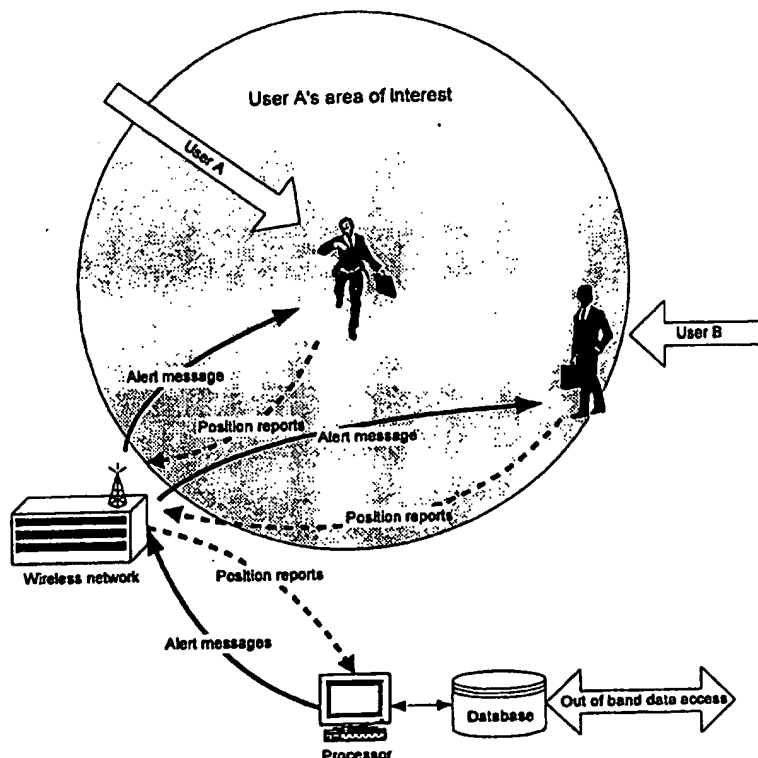 User A's area of interest
User A
User B
Alert message
Position reports
Alert message
Position reports
Wireless network
Position reports
Alert messages
Database
Out of band data access
Processor